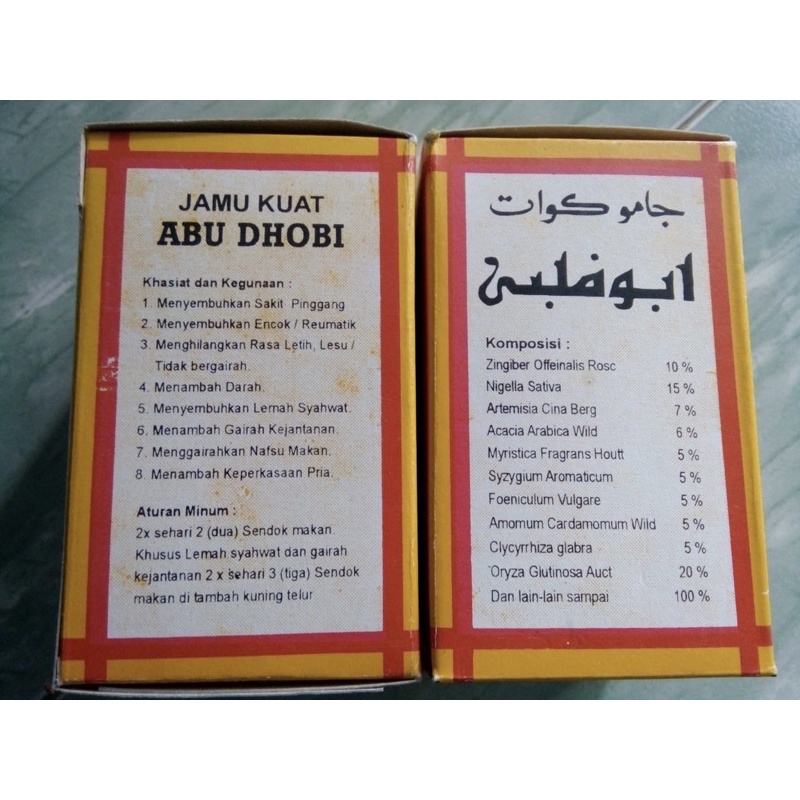 JAMU KUAT
ABU DHOBI
Khasiat dan Kegunaan :
1. Menyembuhkan Sakit Pinggang
2. Menyembuhkan Encok / Reumatik
3. Menghilangkan Rasa Letih, Lesu /
Tidak bergairah.
4. Menambah Darah.
5. Menyembuhkan Lemah Syahwat.
6. Menambah Gairah Kejantanan.
7. Menggairahkan Nafsu Makan.
8. Menambah Keperkasaan Pria.
Aturan Minum :
2x sehari 2 (dua) Sendok makan.
Khusus Lemah syahwat dan gairah
kejantanan 2 x sehari 3 (tiga) Sendok
makan di tambah kuning telur
جامو كوات
ابوظبي
Komposisi :
Zingiber Offeinalis Rosc 10 %
Nigella Sativa 15 %
Artemisia Cina Berg 7 %
Acacia Arabica Wild 6 %
Myristica Fragrans Houtt 5 %
Syzygium Aromaticum 5 %
Foeniculum Vulgare 5 %
Amomum Cardamomum Wild 5 %
Clycyrrhiza glabra 5 %
Oryza Glutinosa Auct 20 %
Dan lain-lain sampai 100 %